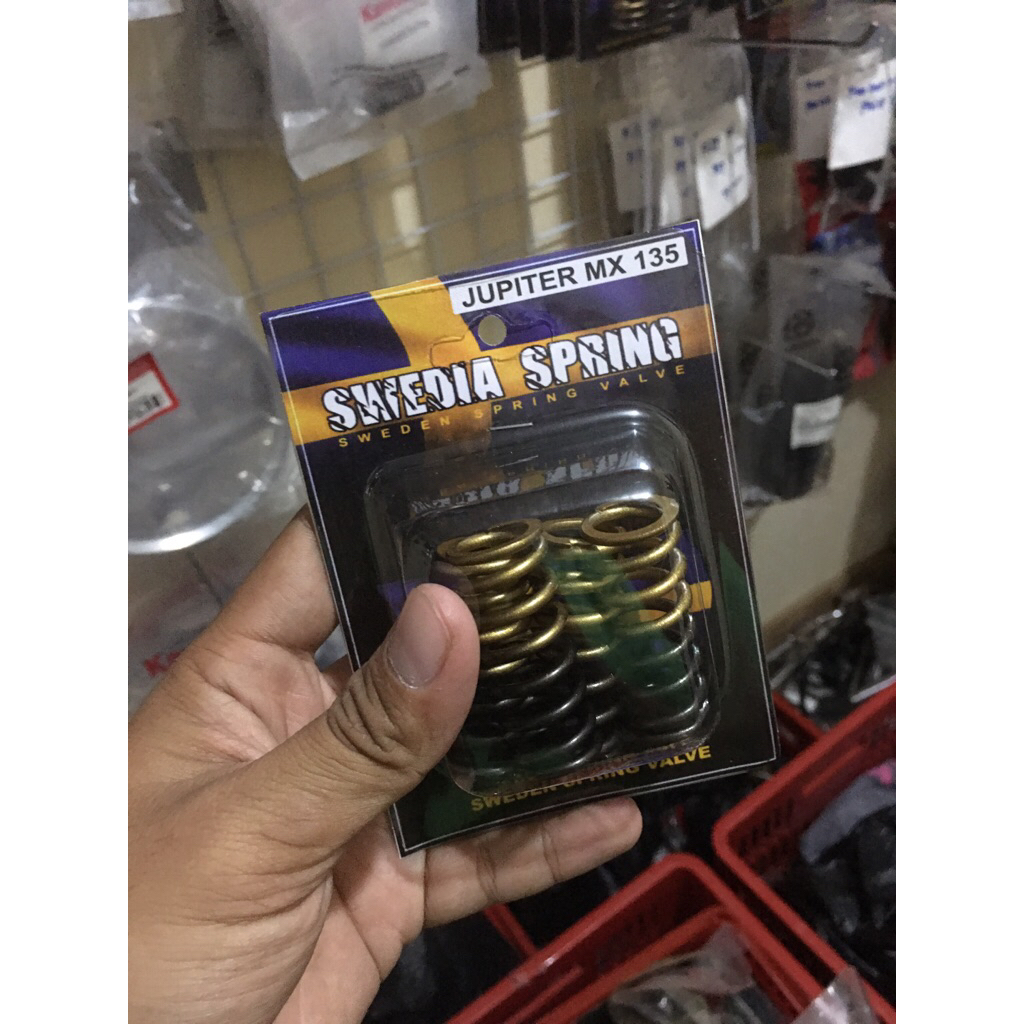 JUPITER MX 135
SWEDIA SPRING
SWEDEN SPRING VALVE
SWEDEN SPRING VALVE